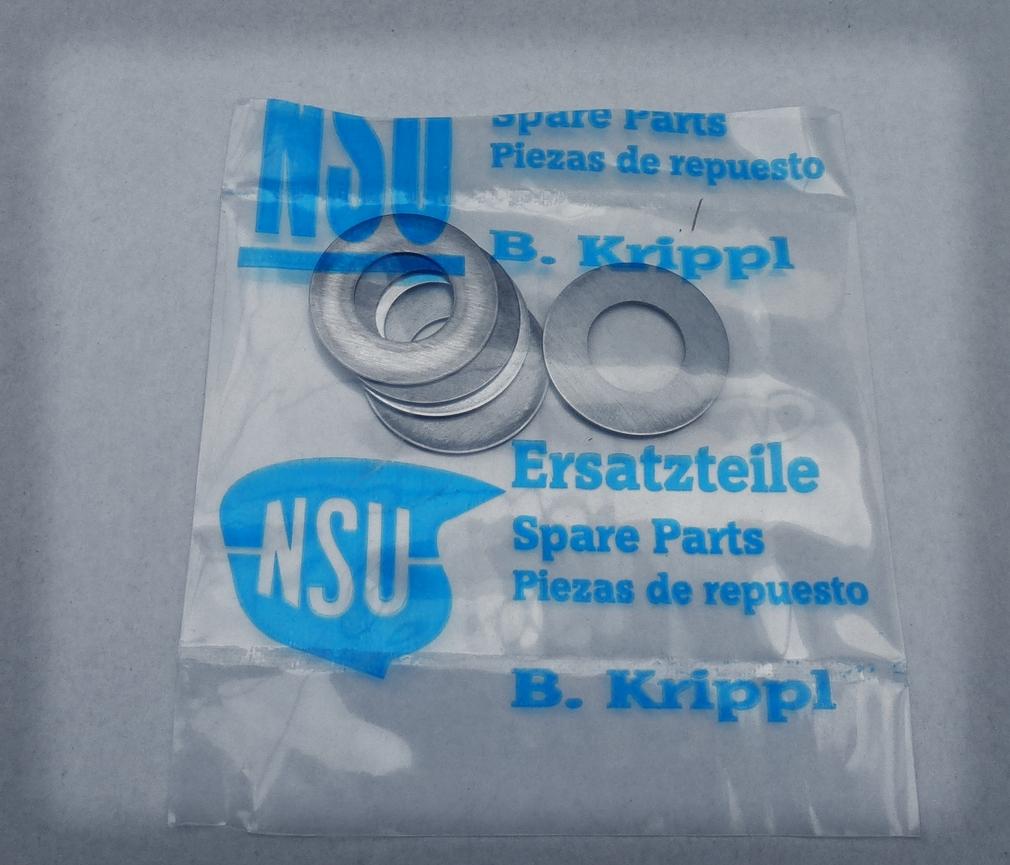 NSU
Spare Parts
Piezas de repuesto
B. Krippl
Ersatzteile
NSU
Spare Parts
Piezas de repuesto
B. Krippl